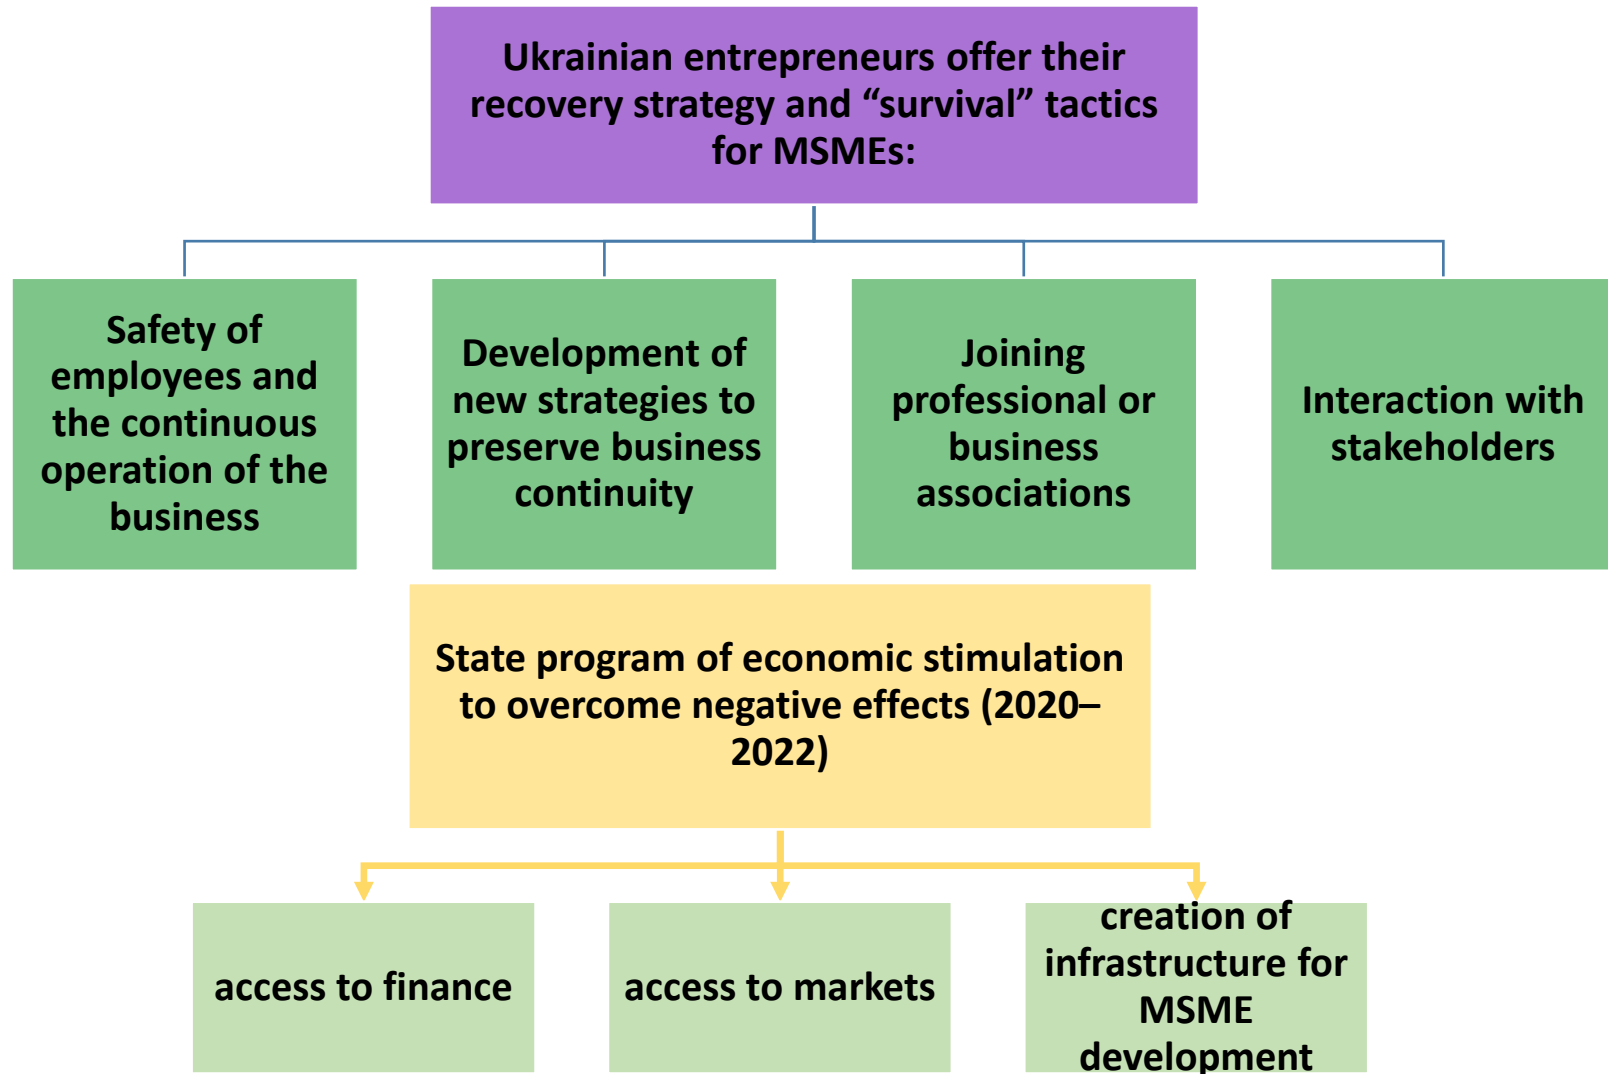 Ukrainian entrepreneurs offer their
recovery strategy and “survival” tactics
for MSMEs:
Safety of
employees and
the continuous
operation of the
business
Development of
new strategies to
preserve business
continuity
Joining
professional or
business
associations
Interaction with
stakeholders
State program of economic stimulation
to overcome negative effects (2020–
2022)
access to finance
access to markets
creation of
infrastructure for
MSME
development